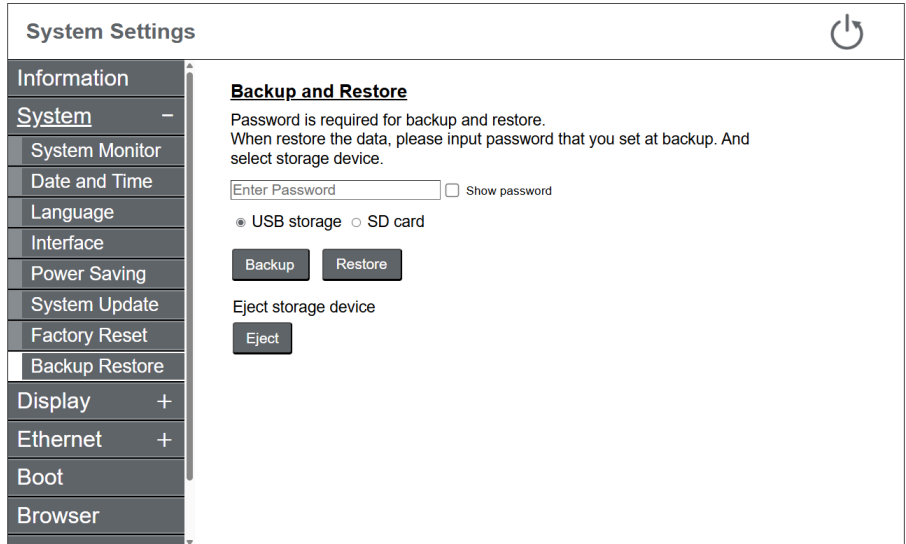 System Settings
Information
System −
System Monitor
Date and Time
Language
Interface
Power Saving
System Update
Factory Reset
Backup Restore
Display +
Ethernet +
Boot
Browser
Backup and Restore
Password is required for backup and restore.
When restore the data, please input password that you set at backup. And
select storage device.
Enter Password Show password
USB storage SD card
Backup Restore
Eject storage device
Eject